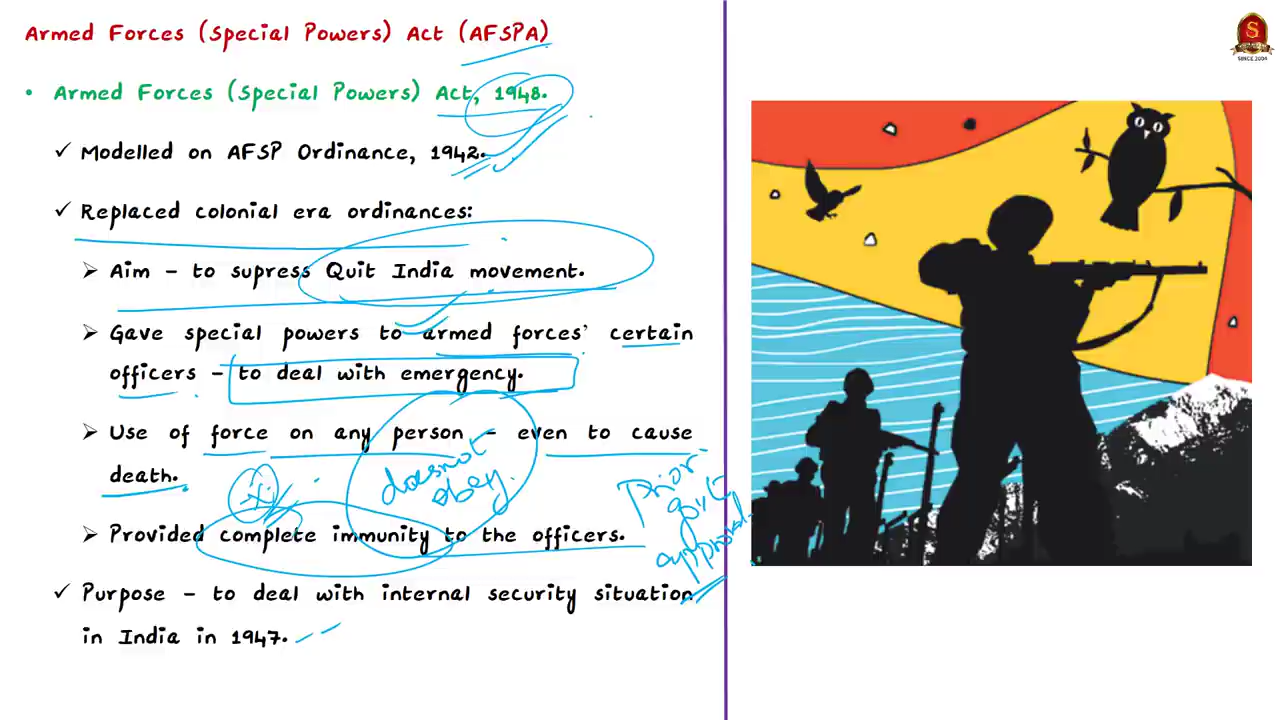 Armed Forces (Special Powers) Act (AFSPA)
• Armed Forces (Special Powers) Act, 1948.
✓ Modelled on AFSP Ordinance, 1942.
✓ Replaced colonial era ordinances:
➤ Aim - to supress Quit India movement.
➤ Gave special powers to armed forces' certain
officers - to deal with emergency.
➤ Use of force on any person - even to cause
death.
does not
obey.
Prior
govt
approval.
➤ Provided complete immunity to the officers.
✓ Purpose - to deal with internal security situation
in India in 1947.
S
SINCE 2004